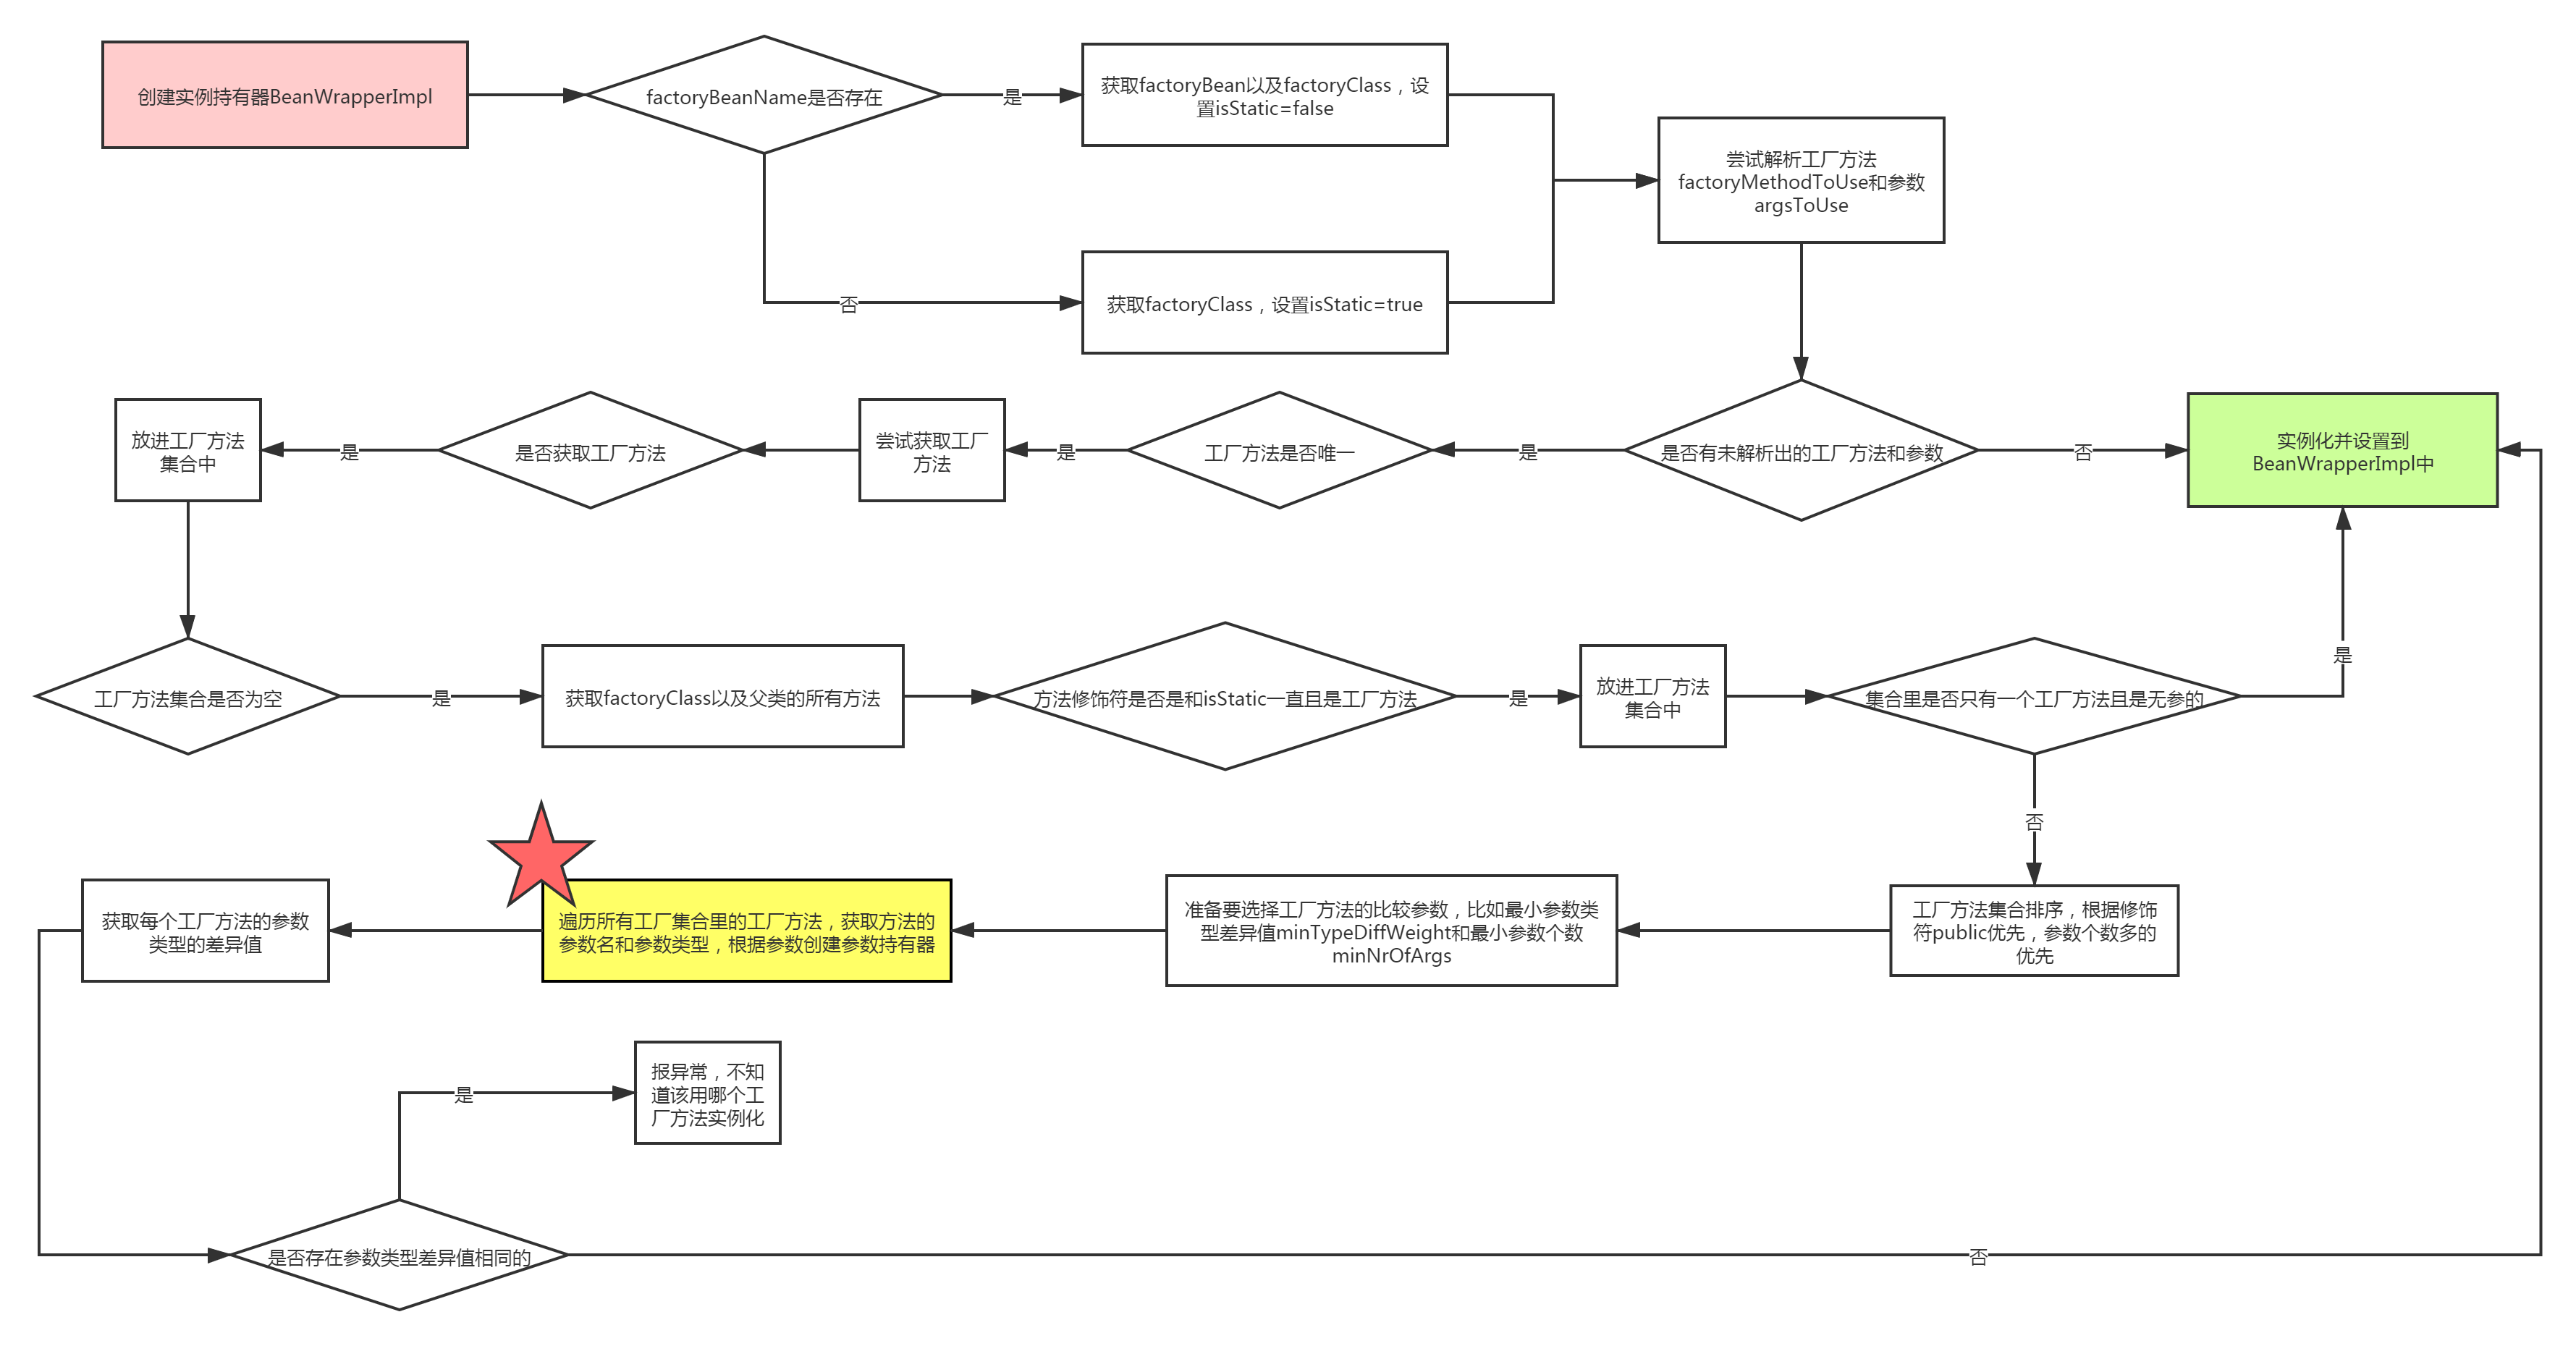 创建实例持有器BeanWrapperImpl
factoryBeanName是否存在
是
获取factoryBean以及factoryClass，设
置isStatic=false
否
获取factoryClass，设置isStatic=true
尝试解析工厂方法
factoryMethodToUse和参数
argsToUse
是否有未解析出的工厂方法和参数
否
实例化并设置到
BeanWrapperImpl中
是
工厂方法是否唯一
是
尝试获取工厂
方法
是否获取工厂方法
是
放进工厂方法
集合中
工厂方法集合是否为空
是
获取factoryClass以及父类的所有方法
方法修饰符是否是和isStatic一直且是工厂方法
是
放进工厂方法
集合中
集合里是否只有一个工厂方法且是无参的
是
否
工厂方法集合排序，根据修饰
符public优先，参数个数多的
优先
准备要选择工厂方法的比较参数，比如最小参数类
型差异值minTypeDiffWeight和最小参数个数
minNrOfArgs
遍历所有工厂集合里的工厂方法，获取方法的
参数名和参数类型，根据参数创建参数持有器
获取每个工厂方法的参数
类型的差异值
是否存在参数类型差异值相同的
是
报异常，不知
道该用哪个工
厂方法实例化
否